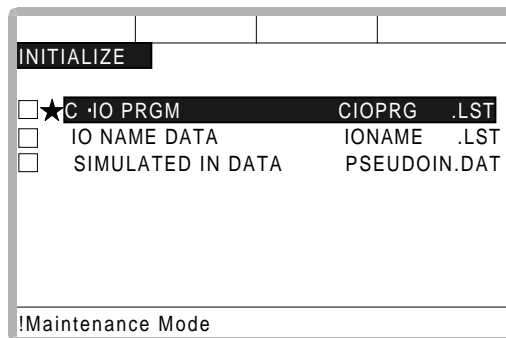 INITIALIZE
□★C・IO PRGM CIOPRG .LST
□ IO NAME DATA IONAME .LST
□ SIMULATED IN DATA PSEUDOIN.DAT
!Maintenance Mode